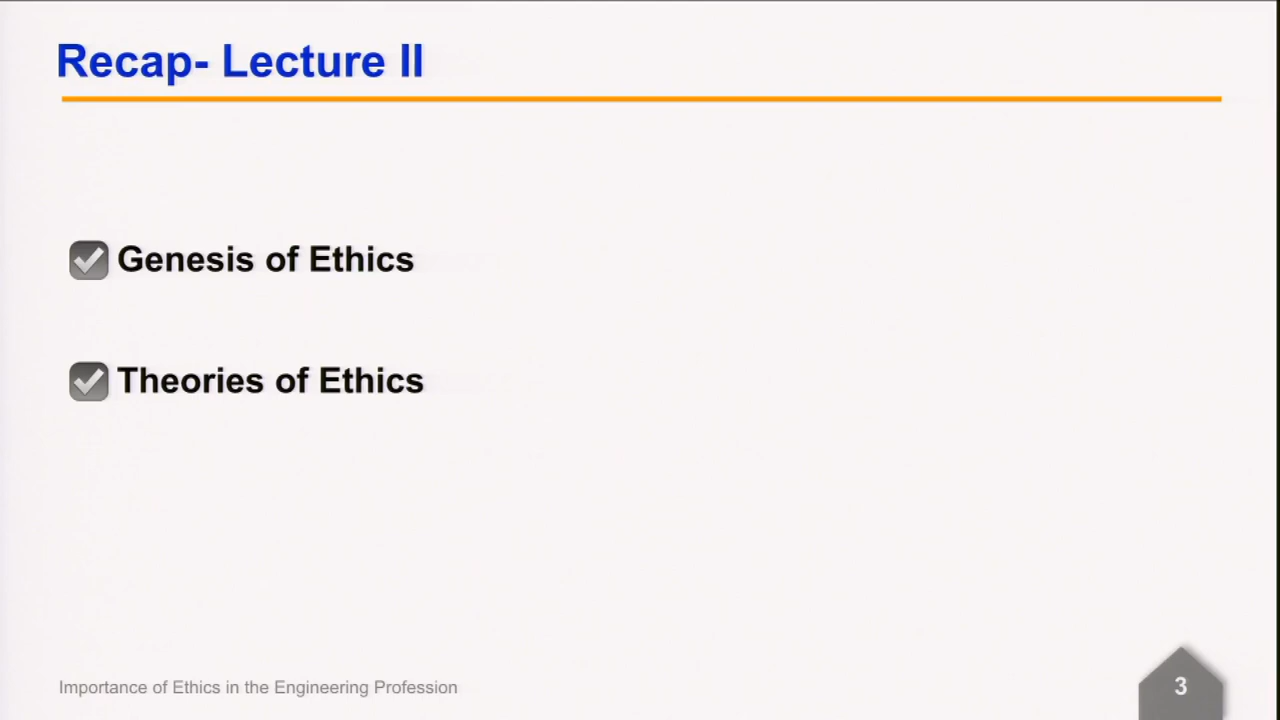 Recap- Lecture II
Genesis of Ethics
Theories of Ethics
Importance of Ethics in the Engineering Profession
3